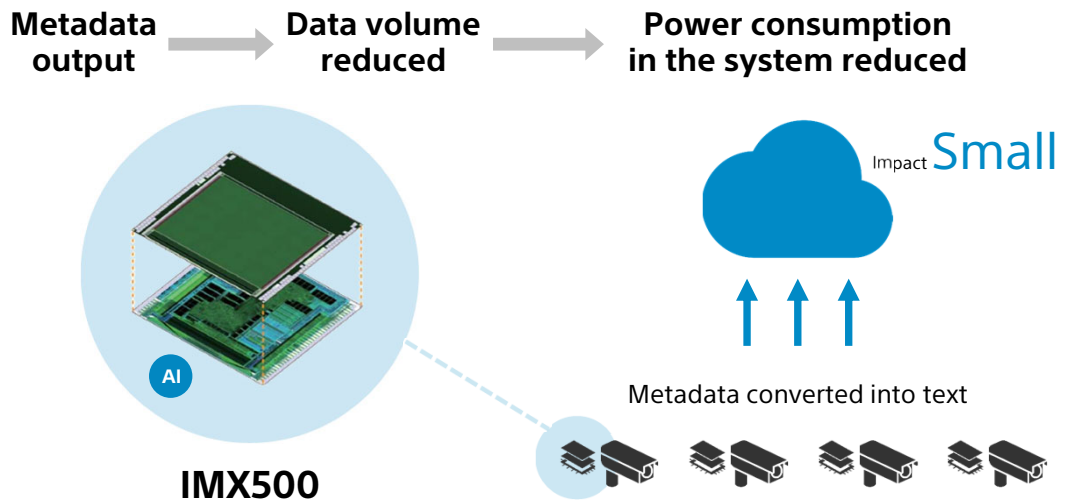 Metadata
output
Data volume
reduced
Power consumption
in the system reduced
Impact Small
AI
Metadata converted into text
IMX500